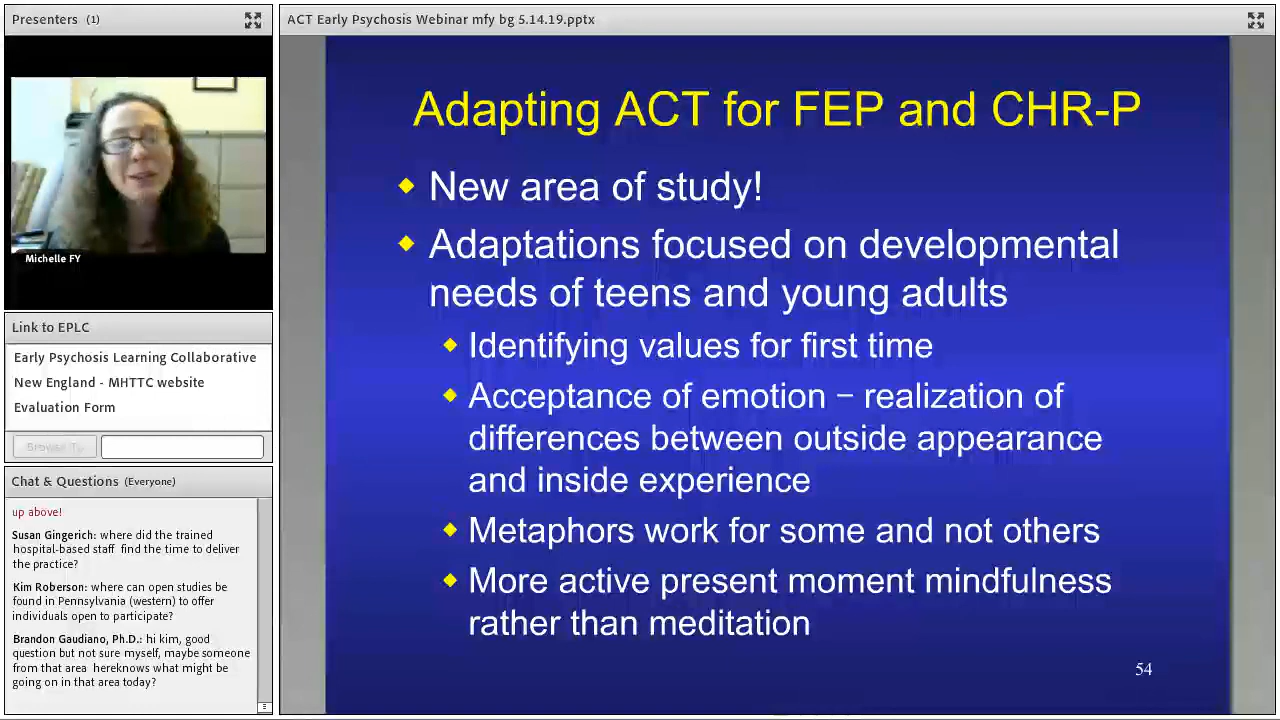 Presenters (1)
Michelle FY
Link to EPLC
Early Psychosis Learning Collaborative
New England - MHTTC website
Evaluation Form
Browse To
Chat & Questions (Everyone)
up above!
Susan Gingerich: where did the trained
hospital-based staff find the time to deliver
the practice?
Kim Roberson: where can open studies be
found in Pennsylvania (western) to offer
individuals open to participate?
Brandon Gaudiano, Ph.D.: hi kim, good
question but not sure myself, maybe someone
from that area hereknows what might be
going on in that area today?
ACT Early Psychosis Webinar mfy bg 5.14.19.pptx
Adapting ACT for FEP and CHR-P
New area of study!
Adaptations focused on developmental
needs of teens and young adults
Identifying values for first time
Acceptance of emotion – realization of
differences between outside appearance
and inside experience
Metaphors work for some and not others
More active present moment mindfulness
rather than meditation
54